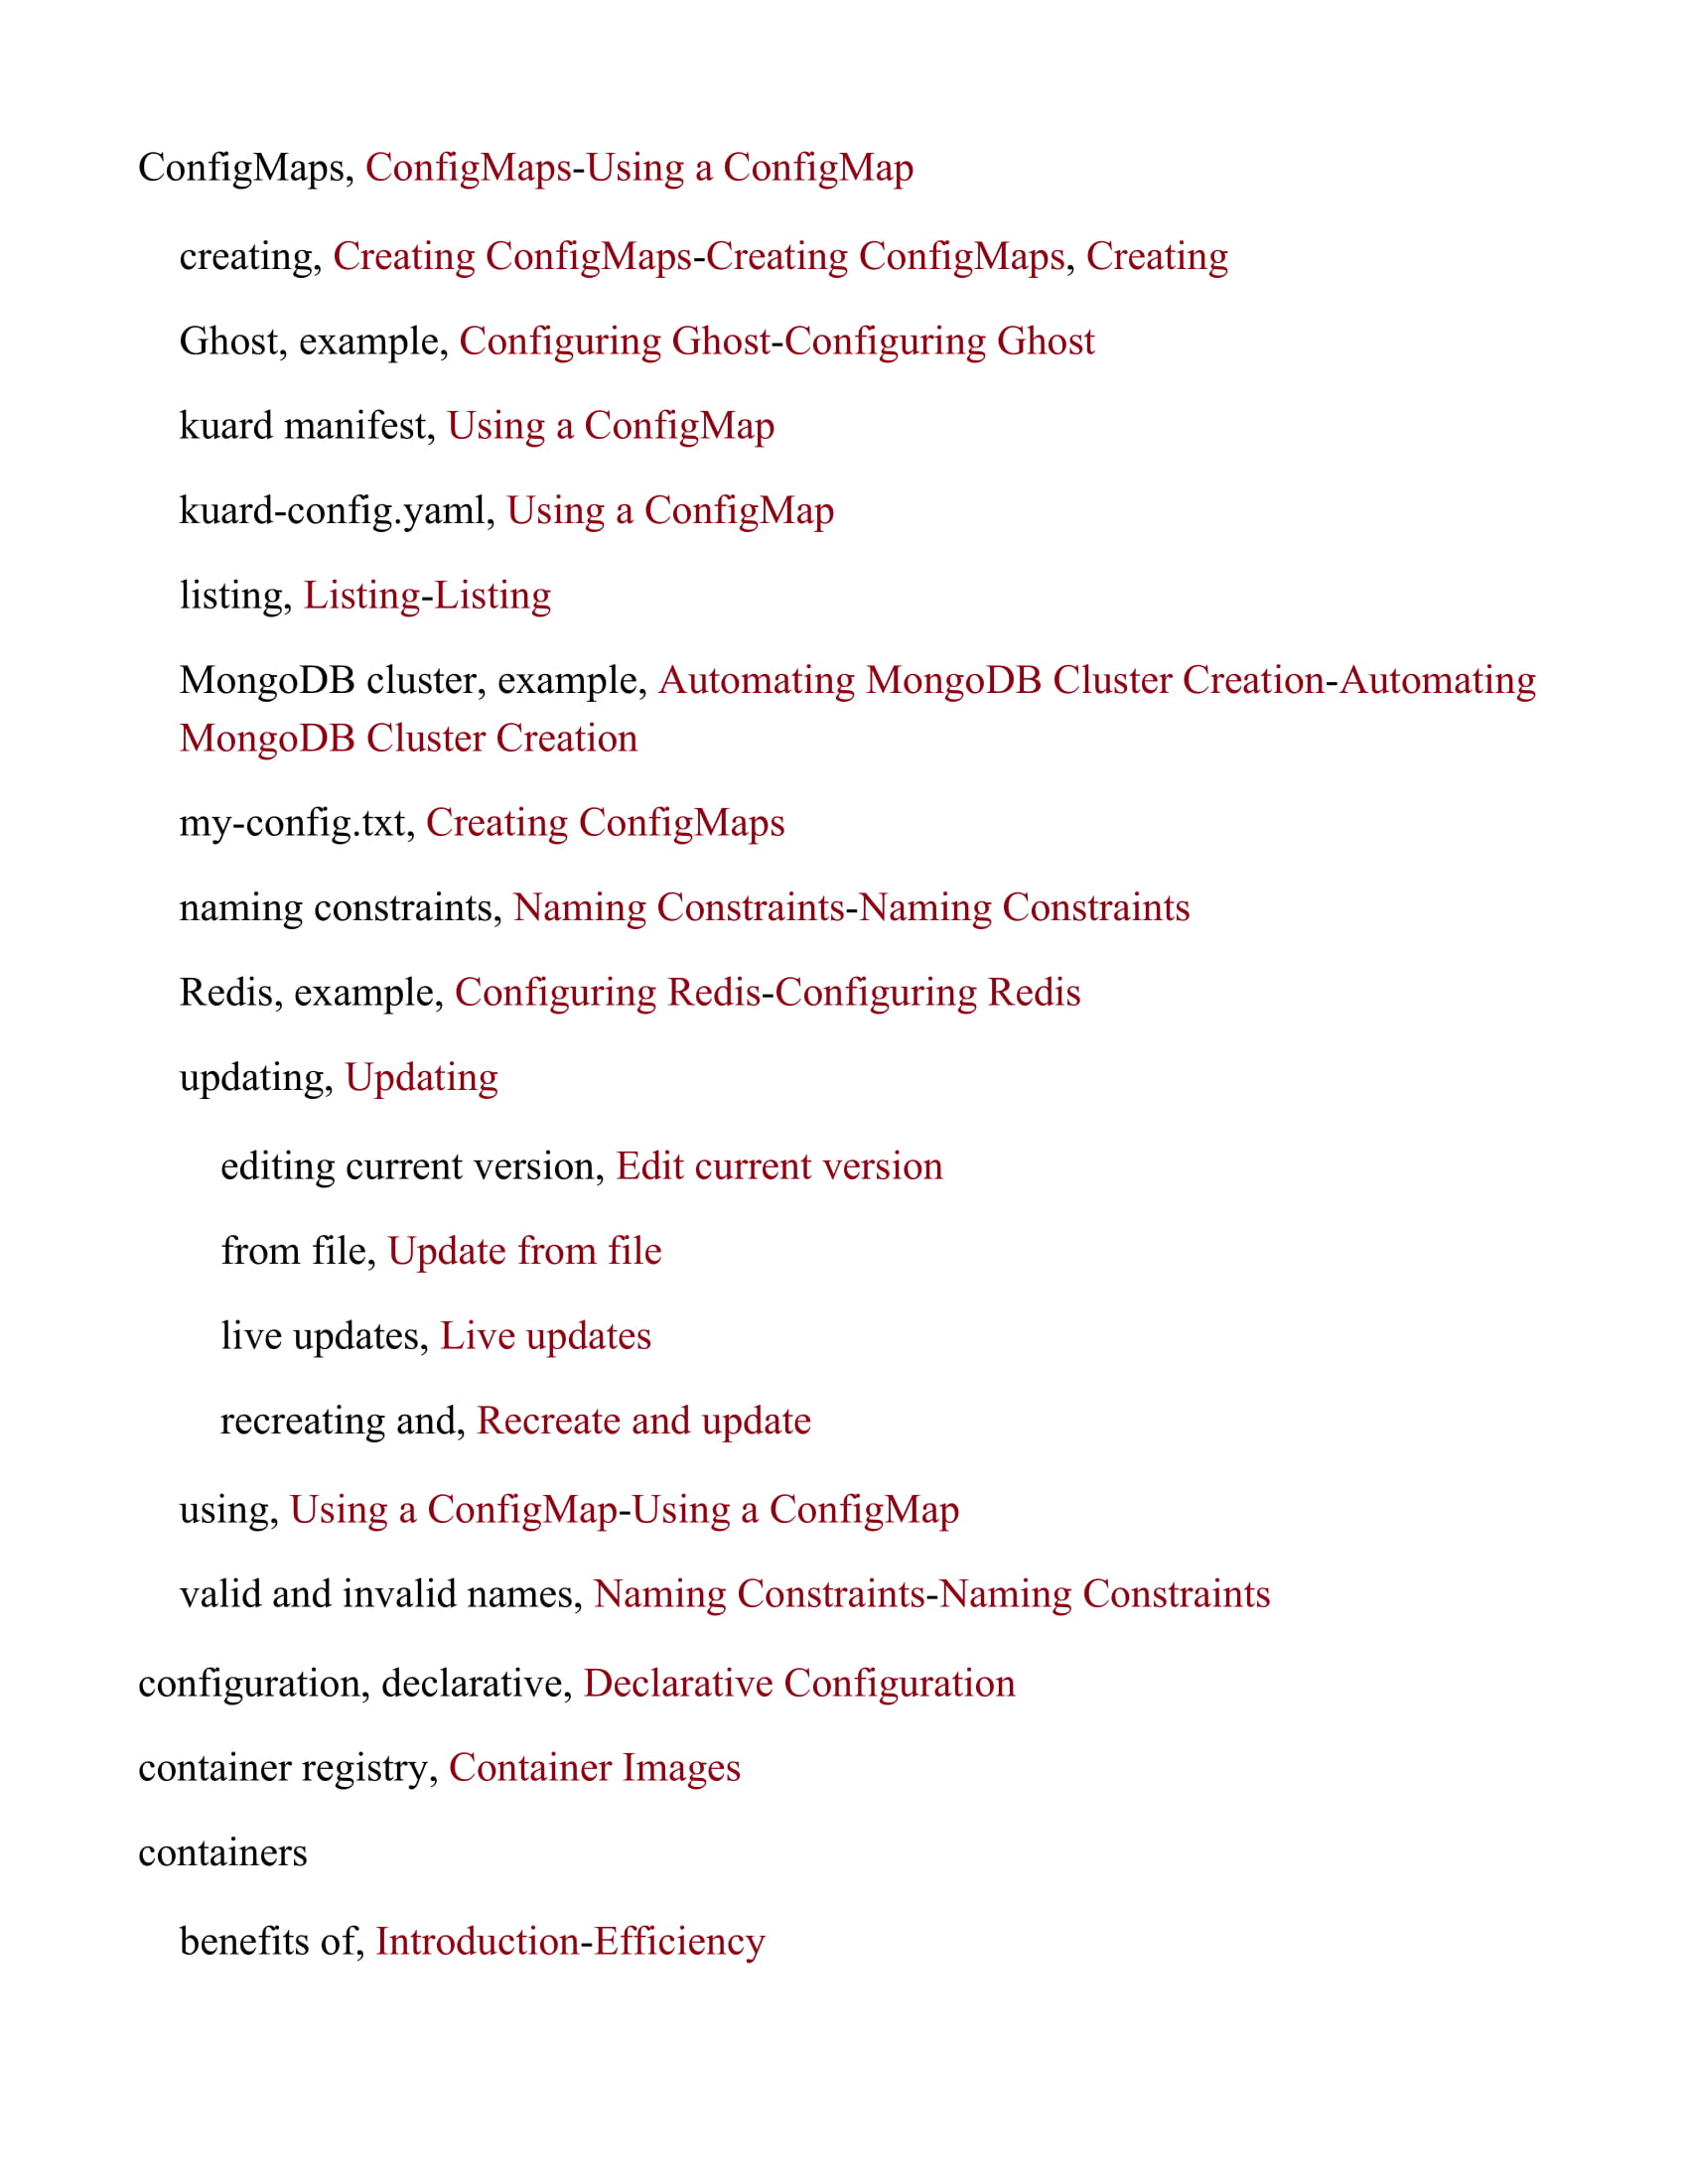 ConfigMaps, ConfigMaps-Using a ConfigMap
creating, Creating ConfigMaps-Creating ConfigMaps, Creating
Ghost, example, Configuring Ghost-Configuring Ghost
kuard manifest, Using a ConfigMap
kuard-config.yaml, Using a ConfigMap
listing, Listing-Listing
MongoDB cluster, example, Automating MongoDB Cluster Creation-Automating
MongoDB Cluster Creation
my-config.txt, Creating ConfigMaps
naming constraints, Naming Constraints-Naming Constraints
Redis, example, Configuring Redis-Configuring Redis
updating, Updating
editing current version, Edit current version
from file, Update from file
live updates, Live updates
recreating and, Recreate and update
using, Using a ConfigMap-Using a ConfigMap
valid and invalid names, Naming Constraints-Naming Constraints
configuration, declarative, Declarative Configuration
container registry, Container Images
containers
benefits of, Introduction-Efficiency